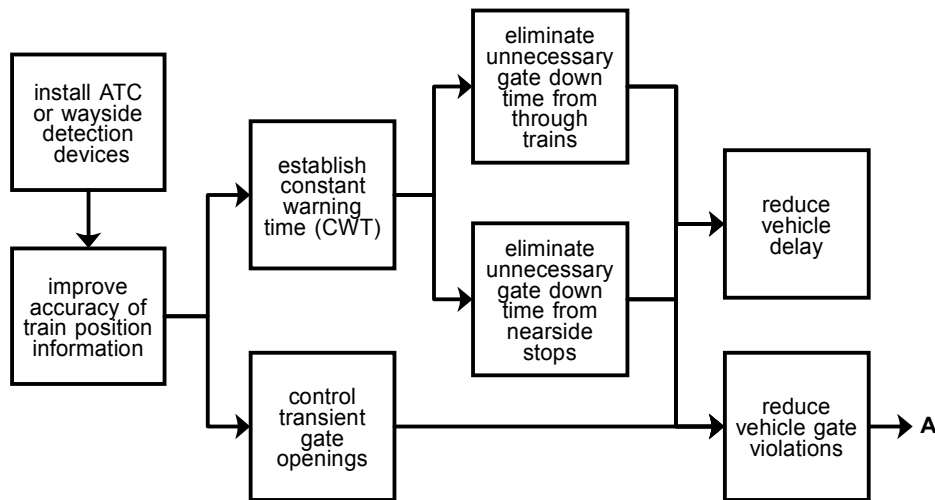 install ATC
or wayside
detection
devices
improve
accuracy of
train position
information
establish
constant
warning
time (CWT)
control
transient
gate
openings
eliminate
unnecessary
gate down
time from
through
trains
eliminate
unnecessary
gate down
time from
nearside
stops
reduce
vehicle
delay
reduce
vehicle gate
violations
A